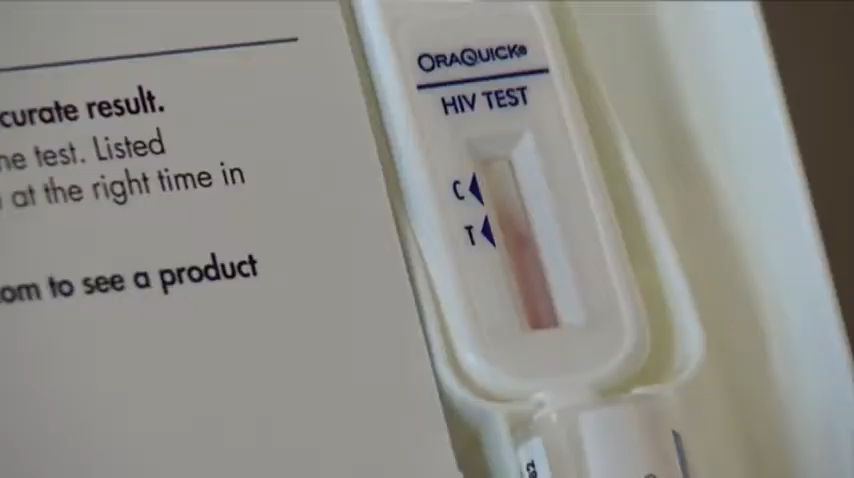 curate result.
ne test. Listed
at the right time in
om to see a product
ORAQUICK®
HIV TEST
C
T